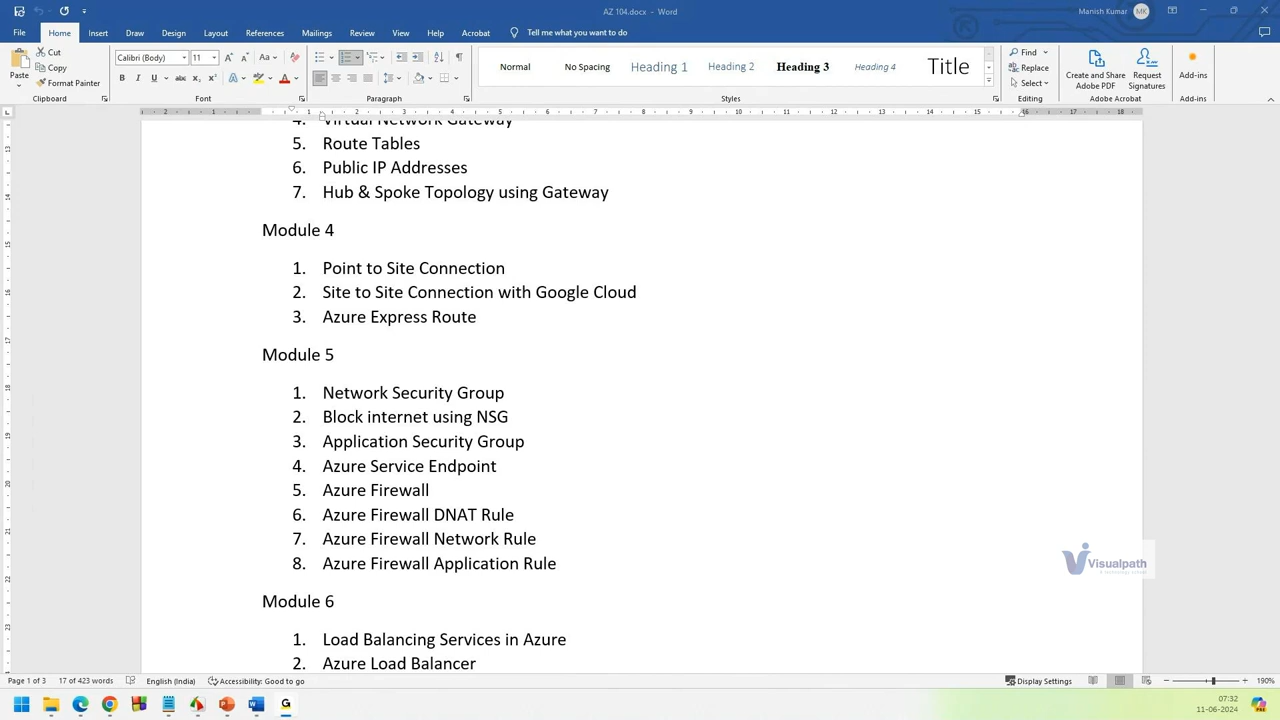 AZ 104.docx - Word
Manish Kumar
MK
File Home Insert Draw Design Layout References Mailings Review View Help Acrobat Tell me what you want to do
Paste
Cut
Copy
Format Painter
Calibri (Body) 11
Normal
No Spacing
Heading 1
Heading 2
Heading 3
Heading 4
Title
Find
Replace
Select
Create and Share Adobe PDF
Request Signatures
Add-ins
Clipboard Font Paragraph Styles Editing Adobe Acrobat Add-ins
4. Virtual Network Gateway
5. Route Tables
6. Public IP Addresses
7. Hub & Spoke Topology using Gateway
Module 4
1. Point to Site Connection
2. Site to Site Connection with Google Cloud
3. Azure Express Route
Module 5
1. Network Security Group
2. Block internet using NSG
3. Application Security Group
4. Azure Service Endpoint
5. Azure Firewall
6. Azure Firewall DNAT Rule
7. Azure Firewall Network Rule
8. Azure Firewall Application Rule
Visualpath
Module 6
1. Load Balancing Services in Azure
2. Azure Load Balancer
Page 1 of 3 17 of 423 words English (India) Accessibility: Good to go Display Settings 190%
07:32
11-06-2024